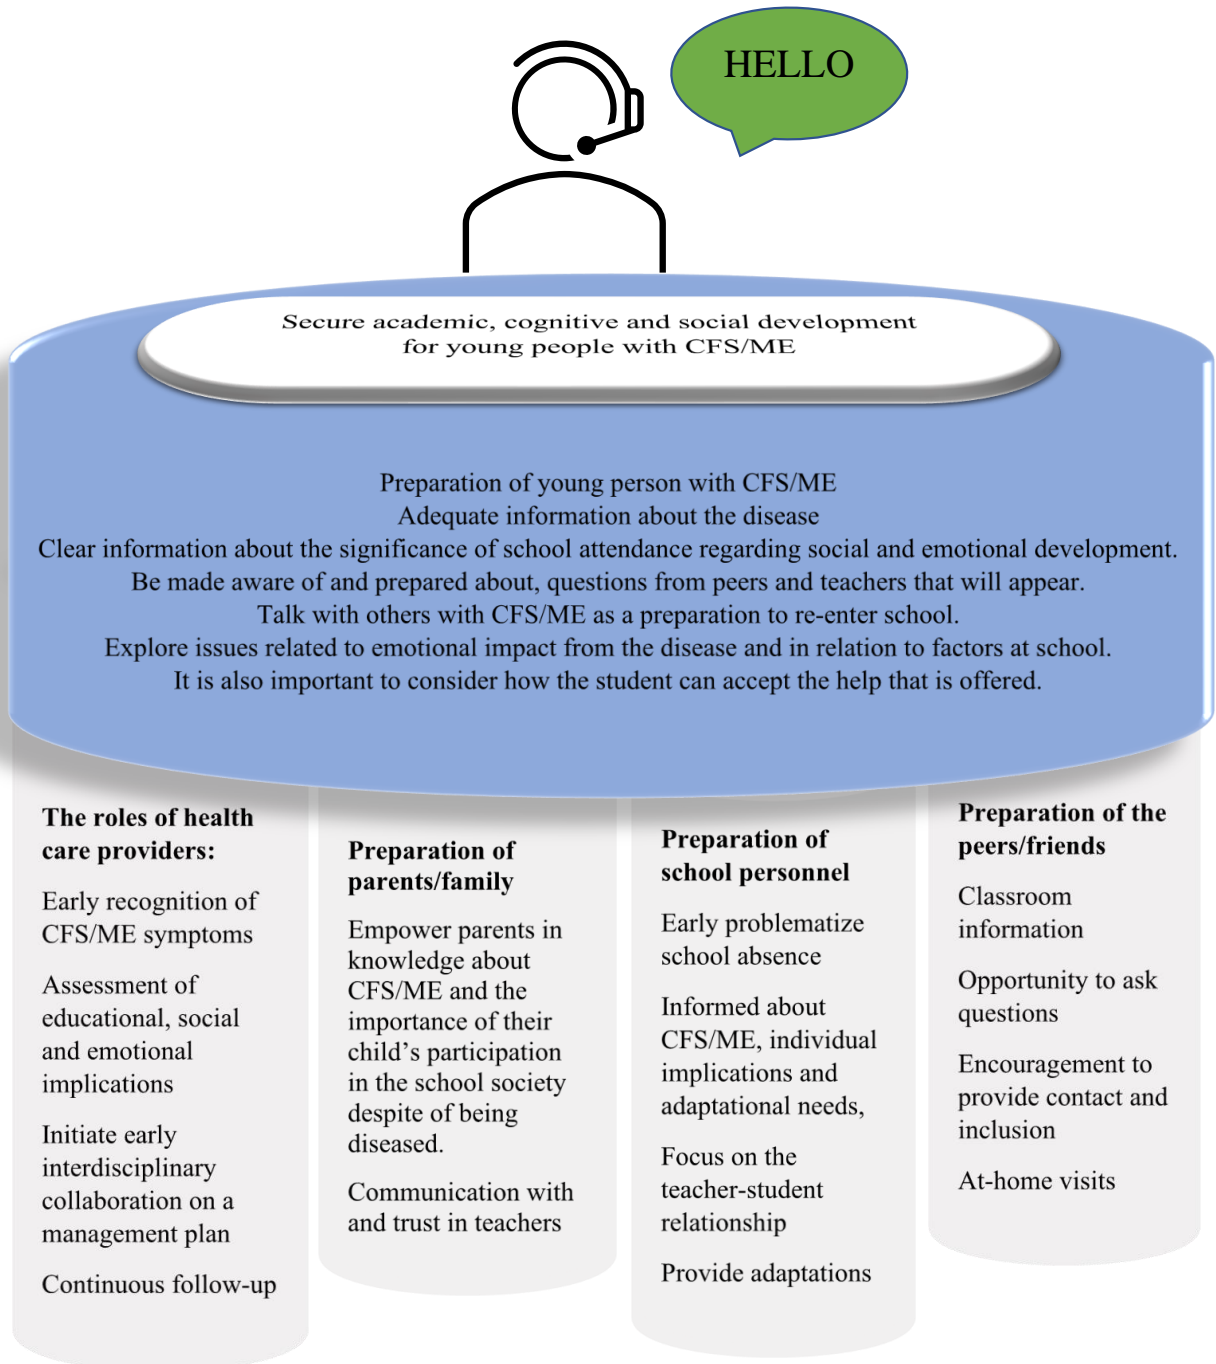 HELLO
Secure academic, cognitive and social development
for young people with CFS/ME
Preparation of young person with CFS/ME
Adequate information about the disease
Clear information about the significance of school attendance regarding social and emotional development.
Be made aware of and prepared about, questions from peers and teachers that will appear.
Talk with others with CFS/ME as a preparation to re-enter school.
Explore issues related to emotional impact from the disease and in relation to factors at school.
It is also important to consider how the student can accept the help that is offered.
The roles of health
care providers:
Early recognition of
CFS/ME symptoms
Assessment of
educational, social
and emotional
implications
Initiate early
interdisciplinary
collaboration on a
management plan
Continuous follow-up
Preparation of
parents/family
Empower parents in
knowledge about
CFS/ME and the
importance of their
child’s participation
in the school society
despite of being
diseased.
Communication with
and trust in teachers
Preparation of
school personnel
Early problematize
school absence
Informed about
CFS/ME, individual
implications and
adaptational needs,
Focus on the
teacher-student
relationship
Provide adaptations
Preparation of the
peers/friends
Classroom
information
Opportunity to ask
questions
Encouragement to
provide contact and
inclusion
At-home visits